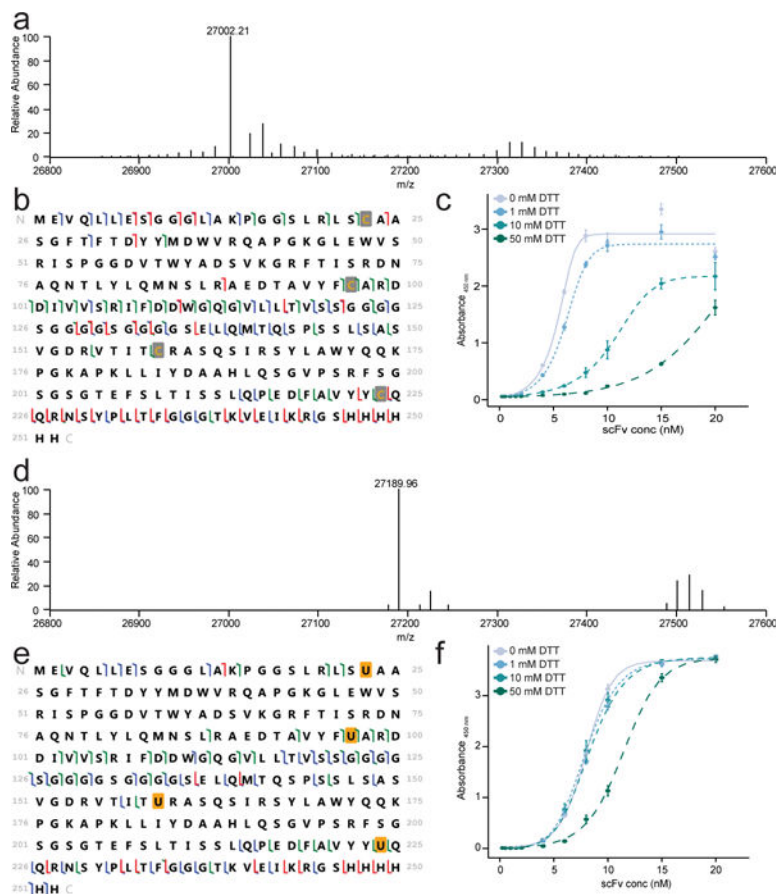 a
27002.21
Relative Abundance
100
80
60
40
20
0
26800 26900 27000 27100 27200 27300 27400 27500 27600
m/z
b
N M E V Q L L E S G G G L A K P G G S L R L S C A A 25
26 S G F T F T D Y Y M D W V R Q A P G K G L E W V S 50
51 R I S P G G D V T W Y A D S V K G R F T I S R D N 75
76 A Q N T L Y L Q M N S L R A E D T A V Y F C A R D 100
101 D I V V S R I F D D W G Q G V L L T V S S G G G G 125
126 S G G G G S G G G G S E L Q M T Q S P S S L S A S 150
151 V G D R V T I T C R A S Q S I R S Y L A W Y Q Q K 175
176 P G K A P K L L I Y D A A H L Q S G V P S R F S G 200
201 S G S G T E F S L T I S S L Q P E D F A V Y Y C Q 225
226 Q R N S Y P L T F G G G T K V E I K R G S H H H H 250
251 H H C
c
0 mM DTT
1 mM DTT
10 mM DTT
50 mM DTT
Absorbance 450 nm
3
2
1
0 5 10 15 20
scFv conc (nM)
d
27189.96
Relative Abundance
100
80
60
40
20
0
26800 26900 27000 27100 27200 27300 27400 27500 27600
m/z
e
N M E V Q L L E S G G G L A K P G G S L R L S U A A 25
26 S G F T F T D Y Y M D W V R Q A P G K G L E W V S 50
51 R I S P G G D V T W Y A D S V K G R F T I S R D N 75
76 A Q N T L Y L Q M N S L R A E D T A V Y F U A R D 100
101 D I V V S R I F D D W G Q G V L L T V S S G G G G 125
126 S G G G G S G G G G S E L Q M T Q S P S S L S A S 150
151 V G D R V T I T U R A S Q S I R S Y L A W Y Q Q K 175
176 P G K A P K L L I Y D A A H L Q S G V P S R F S G 200
201 S G S G T E F S L T I S S L Q P E D F A V Y Y U Q 225
226 Q R N S Y P L T F G G G T K V E I K R G S H H H H 250
251 H H C
f
0 mM DTT
1 mM DTT
10 mM DTT
50 mM DTT
Absorbance 450 nm
3
2
1
0
0 5 10 15 20
scFv conc (nM)